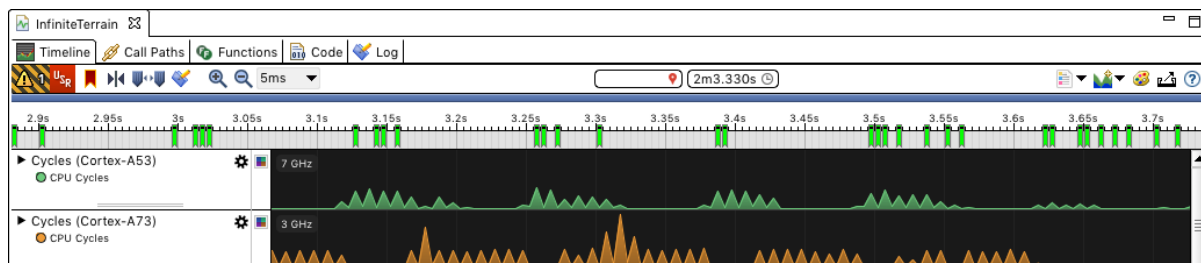 InfiniteTerrain
Timeline Call Paths Functions Code Log
1 USR 5ms 2m3.330s
2.9s 2.95s 3s 3.05s 3.1s 3.15s 3.2s 3.25s 3.3s 3.35s 3.4s 3.45s 3.5s 3.55s 3.6s 3.65s 3.7s
Cycles (Cortex-A53) 7 GHz
CPU Cycles
Cycles (Cortex-A73) 3 GHz
CPU Cycles